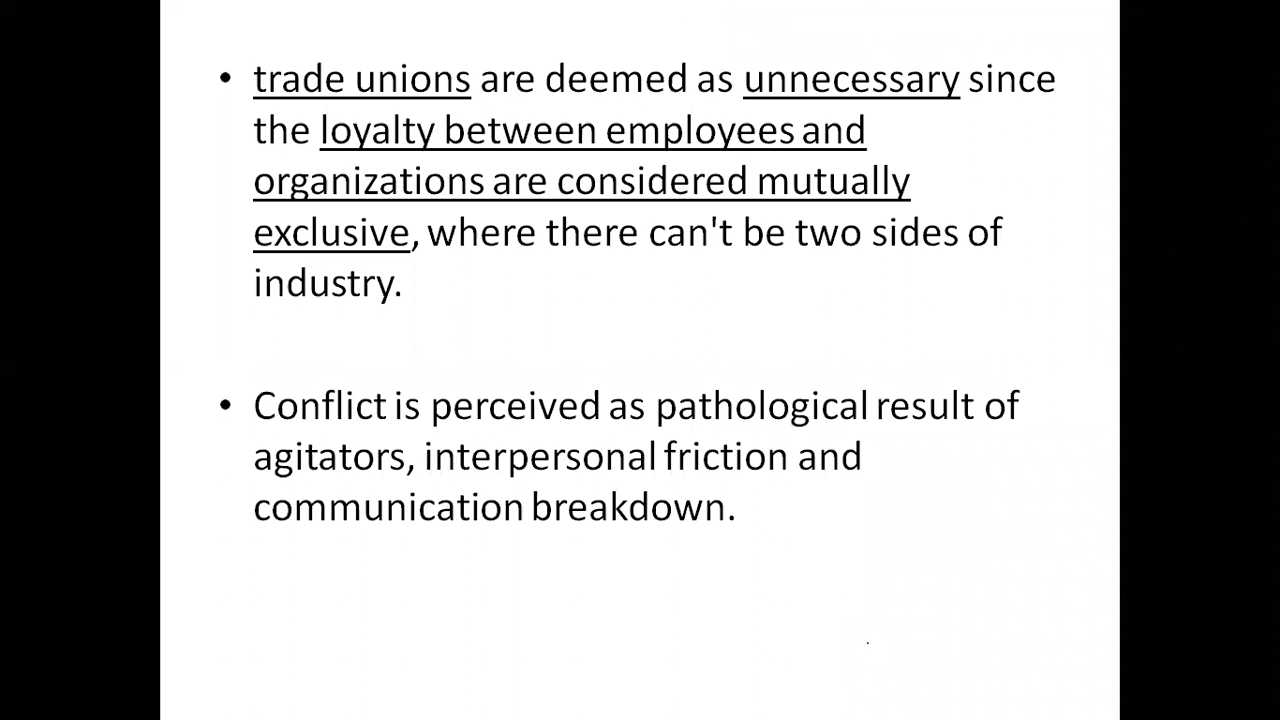 • trade unions are deemed as unnecessary since
the loyalty between employees and
organizations are considered mutually
exclusive, where there can't be two sides of
industry.
• Conflict is perceived as pathological result of
agitators, interpersonal friction and
communication breakdown.